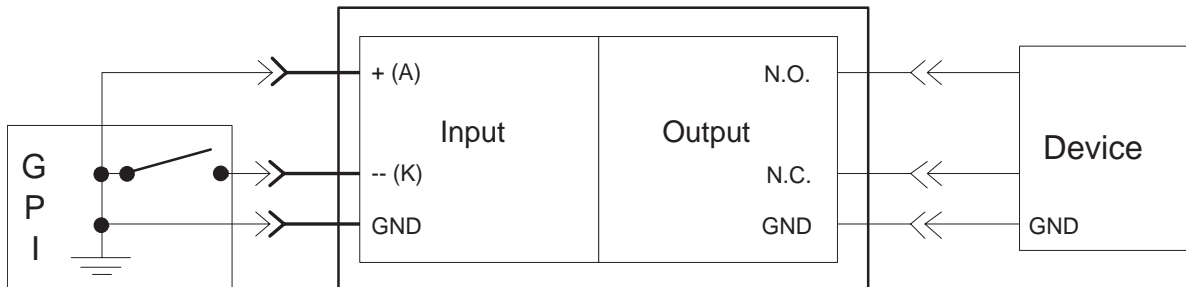 G
P
I
+ (A)
-- (K)
GND
Input
Output
N.O.
N.C.
GND
Device
GND